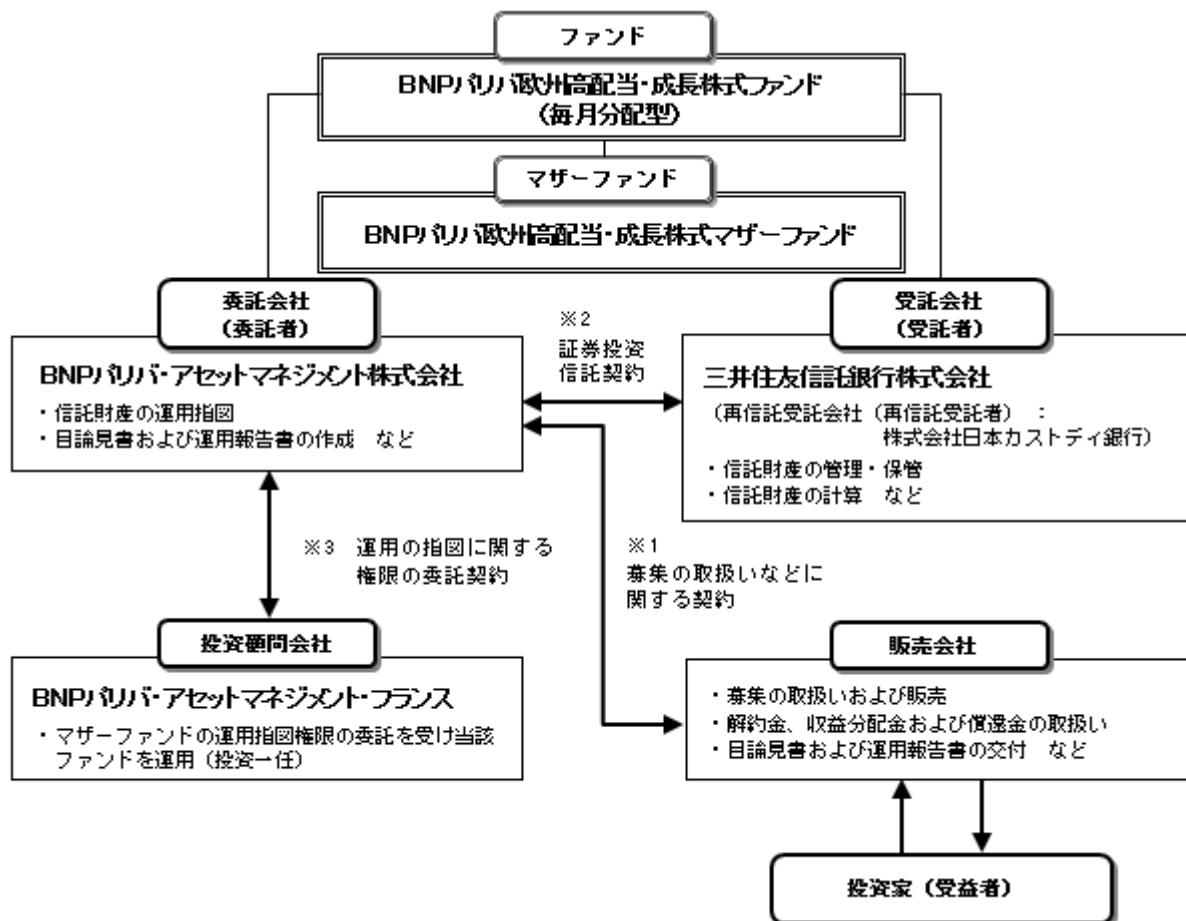 ファンド
BNPパリバ欧州高配当・成長株式ファンド
（毎月分配型）
マザーファンド
BNPパリバ欧州高配当・成長株式マザーファンド
委託会社
（委託者）
BNPパリバ・アセットマネジメント株式会社
・信託財産の運用指図
・目論見書および運用報告書の作成　など
※2
証券投資
信託契約
受託会社
（受託者）
三井住友信託銀行株式会社
（再信託受託会社（再信託受託者）　：
株式会社日本カストディ銀行）
・信託財産の管理・保管
・信託財産の計算　など
※3　運用の指図に関する
権限の委託契約
※1
募集の取扱いなどに
関する契約
投資顧問会社
BNPパリバ・アセットマネジメント・フランス
・マザーファンドの運用指図権限の委託を受け当該
ファンドを運用（投資一任）
販売会社
・募集の取扱いおよび販売
・解約金、収益分配金および償還金の取扱い
・目論見書および運用報告書の交付　など
投資家（受益者）